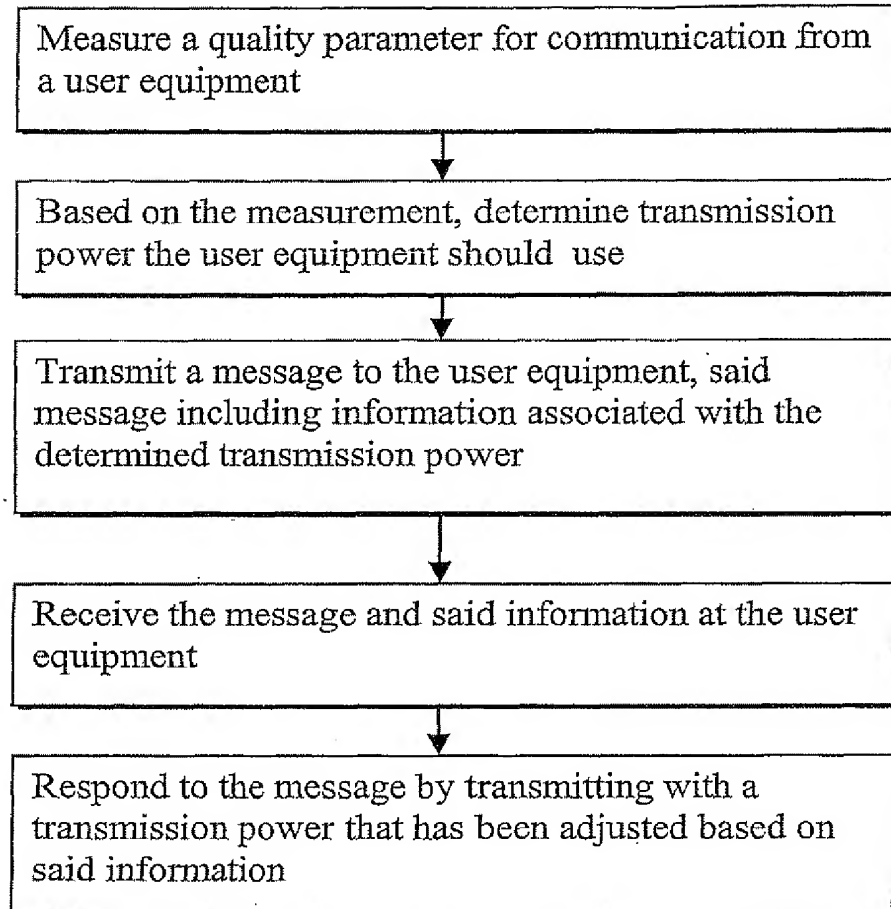 Measure a quality parameter for communication from
a user equipment
Based on the measurement, determine transmission
power the user equipment should use
Transmit a message to the user equipment, said
message including information associated with the
determined transmission power
Receive the message and said information at the user
equipment
Respond to the message by transmitting with a
transmission power that has been adjusted based on
said information